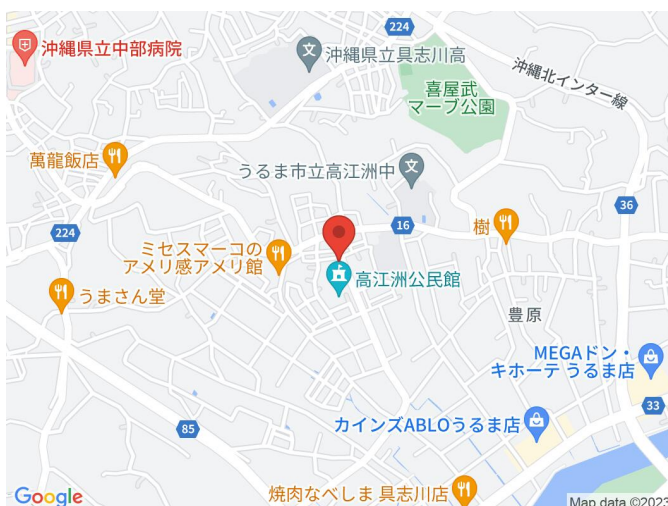 224
沖縄県立中部病院
沖縄県立具志川高
沖縄北インター線
喜屋武
マーブ公園
萬龍飯店
うるま市立高江洲中
224
16
36
樹
ミセスマーコの
アメリ感アメリ館
高江洲公民館
うまさん堂
豊原
MEGAドン・
キホーテ うるま店
33
85
カインズABLOうるま店
焼肉なべしま 具志川店
Google
Map data ©2023